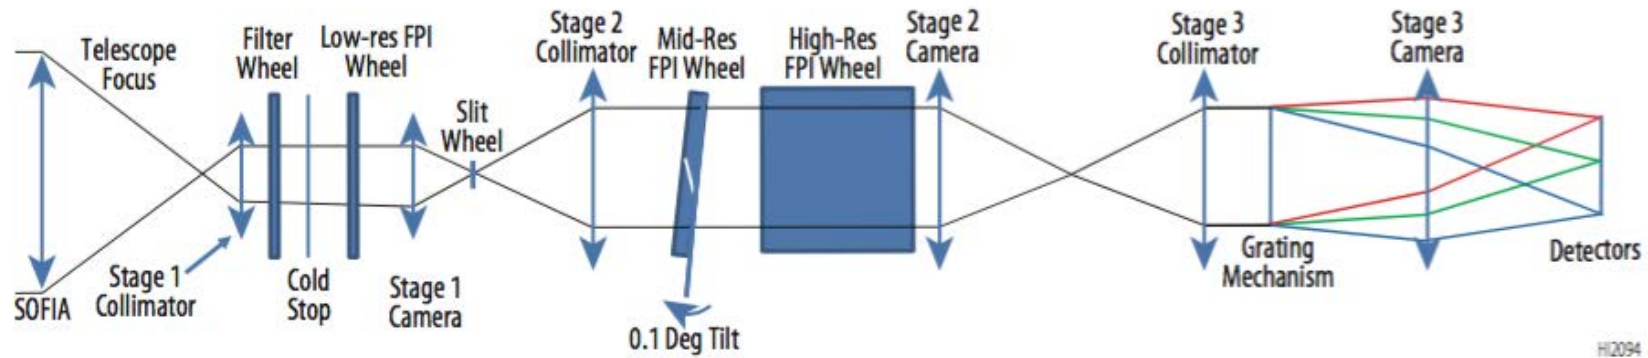 SOFIA
Telescope
Focus
Stage 1
Collimator
Filter
Wheel
Cold
Stop
Low-res FPI
Wheel
Stage 1
Camera
Slit
Wheel
Stage 2
Collimator
Mid-Res
FPI Wheel
0.1 Deg Tilt
High-Res
FPI Wheel
Stage 2
Camera
Stage 3
Collimator
Grating
Mechanism
Stage 3
Camera
Detectors
HI2094